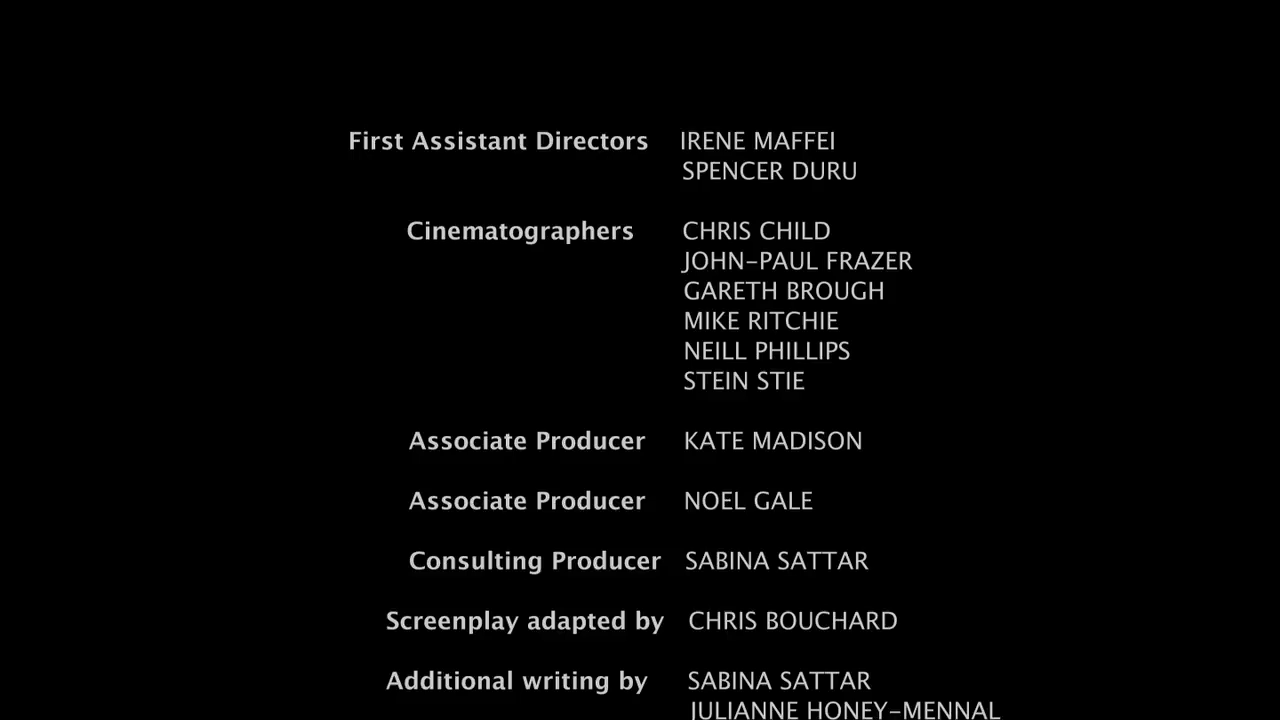 First Assistant Directors IRENE MAFFEI
SPENCER DURU
Cinematographers CHRIS CHILD
JOHN-PAUL FRAZER
GARETH BROUGH
MIKE RITCHIE
NEILL PHILLIPS
STEIN STIE
Associate Producer KATE MADISON
Associate Producer NOEL GALE
Consulting Producer SABINA SATTAR
Screenplay adapted by CHRIS BOUCHARD
Additional writing by SABINA SATTAR
JULIANNE HONEY-MENNAL